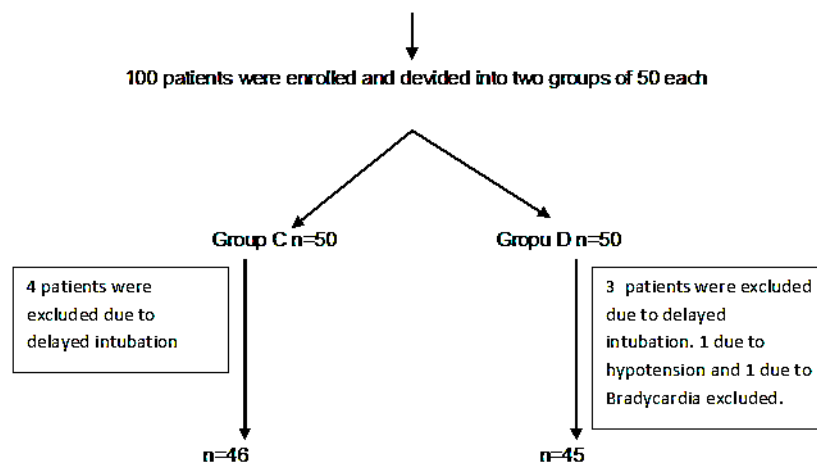 100 patients were enrolled and devided into two groups of 50 each
Group C n=50
Gropu D n=50
4 patients were
excluded due to
delayed intubation
3 patients were excluded
due to delayed
intubation. 1 due to
hypotension and 1 due to
Bradycardia excluded.
n=46
n=45